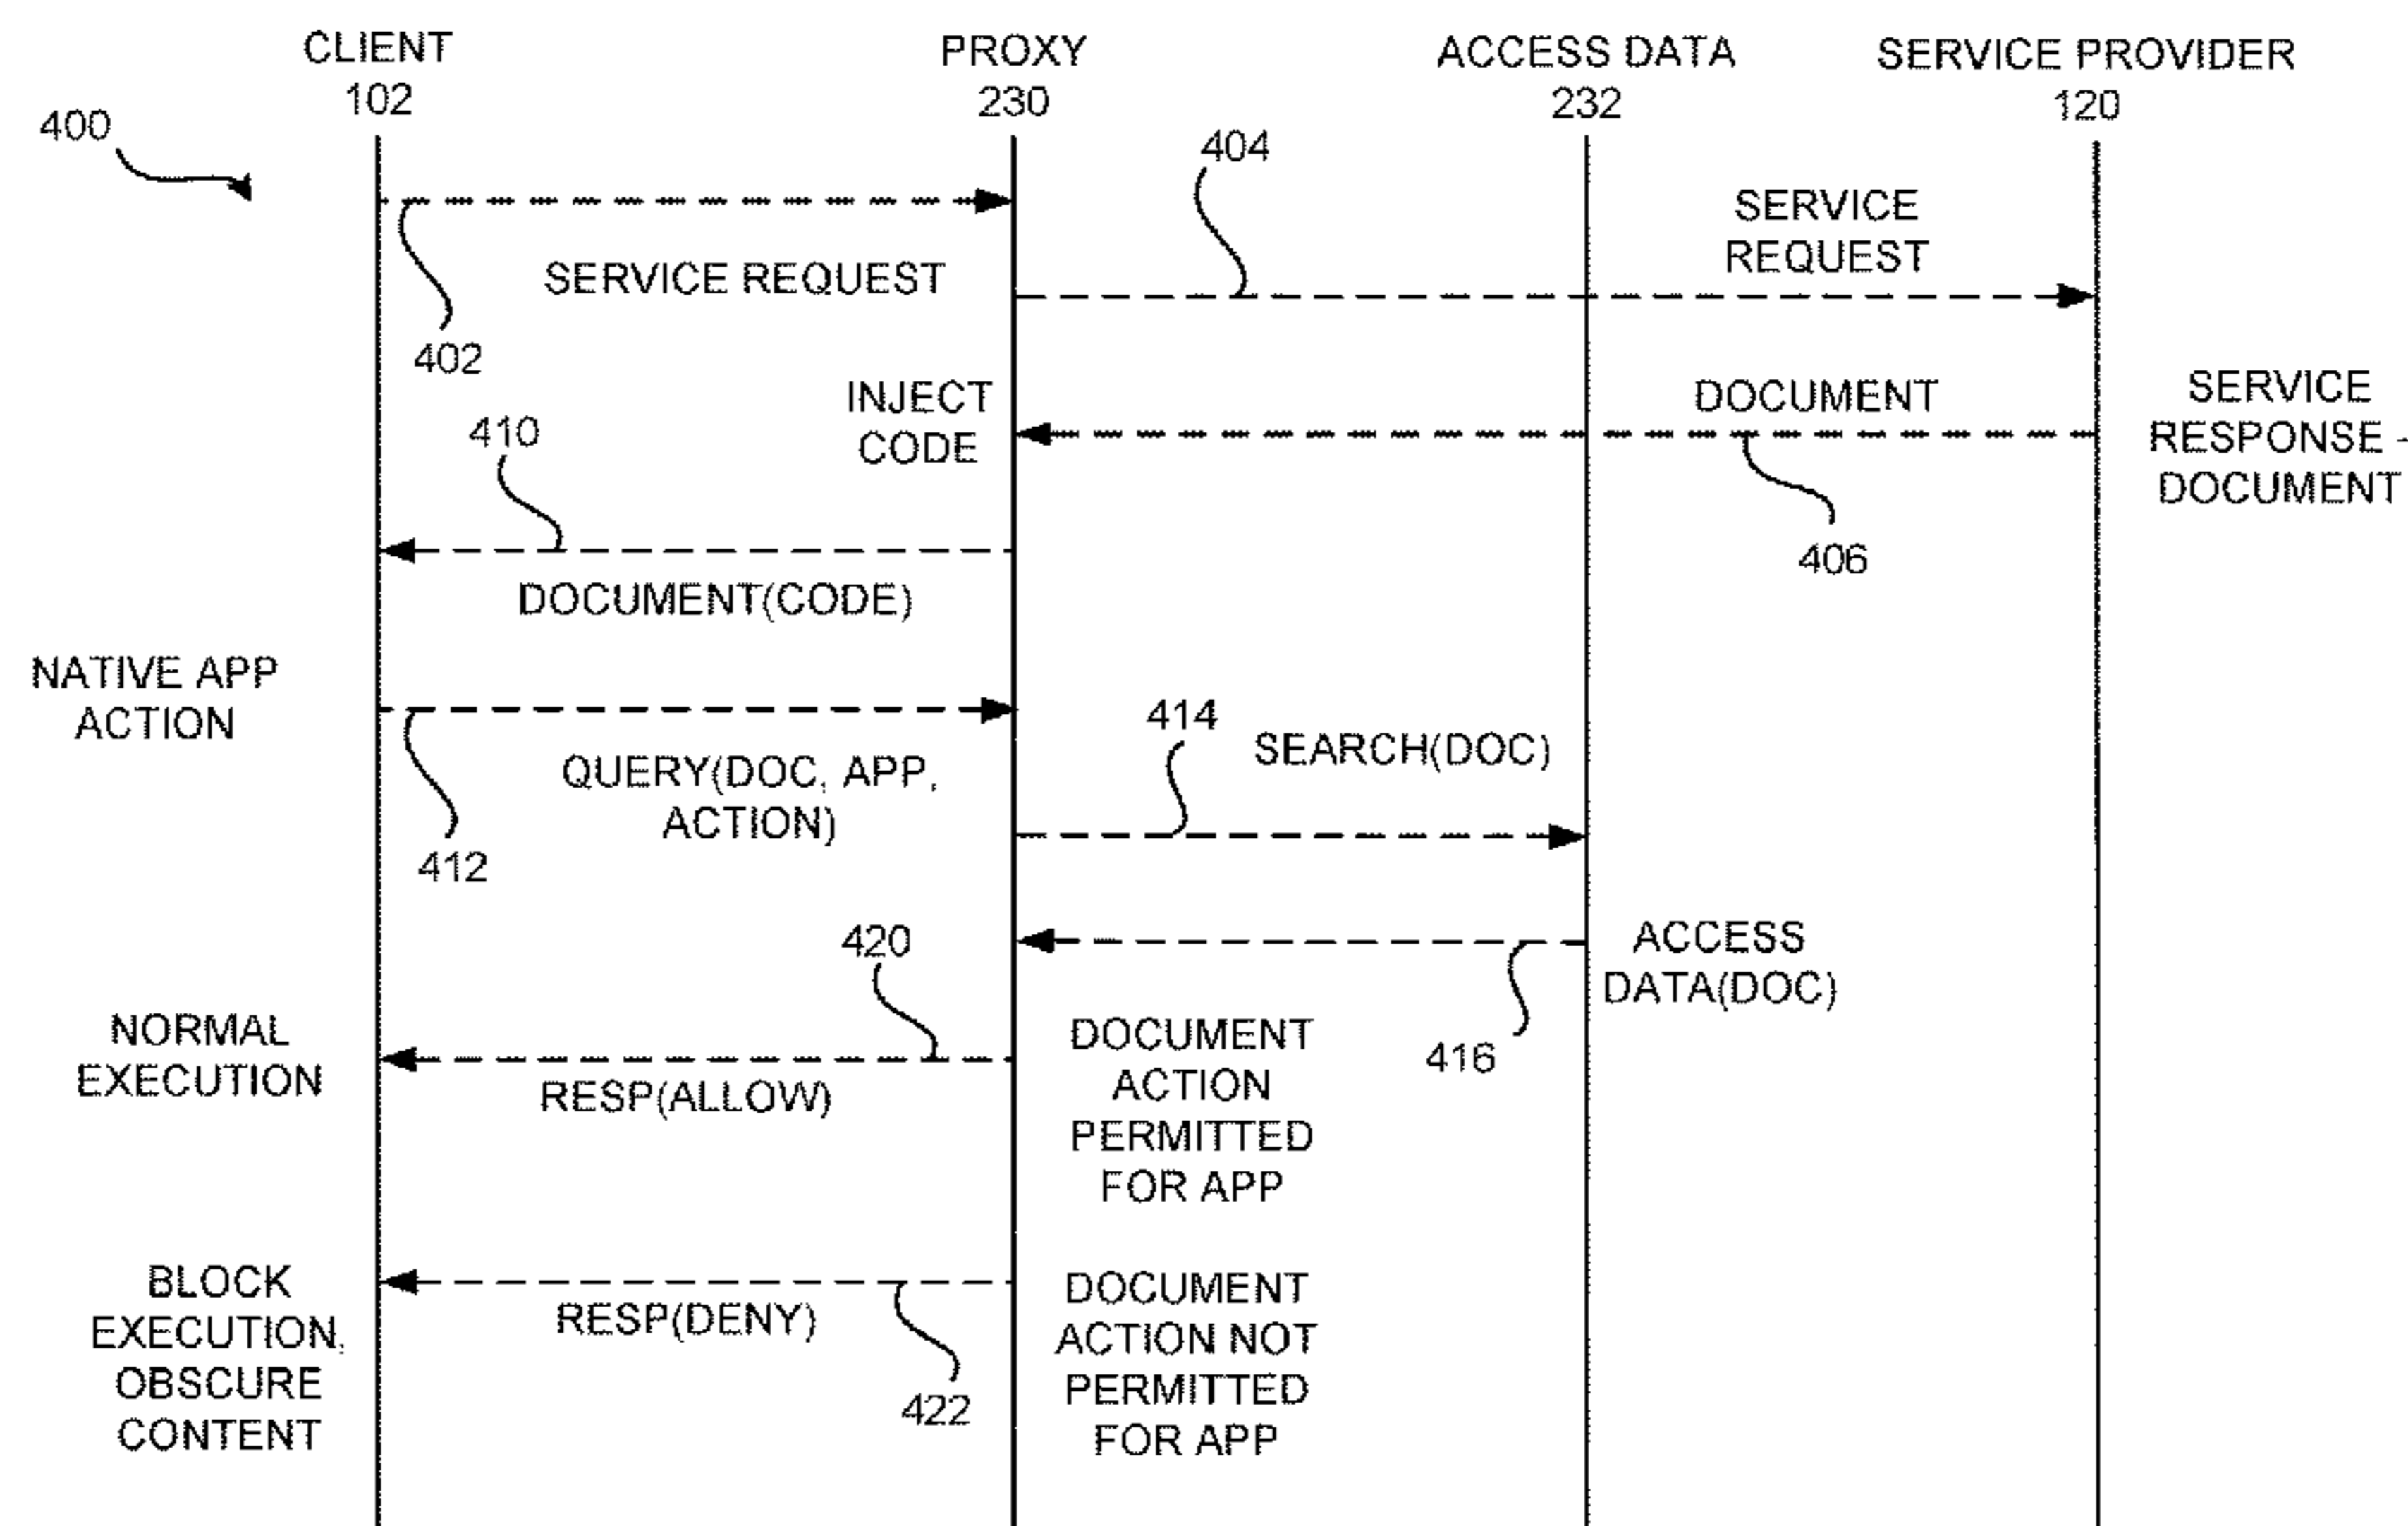 CLIENT
102
PROXY
230
ACCESS DATA
232
SERVICE PROVIDER
120
400
404
SERVICE
REQUEST
SERVICE REQUEST
402
INJECT
CODE
DOCUMENT
SERVICE
RESPONSE -
DOCUMENT
410
406
DOCUMENT(CODE)
NATIVE APP
ACTION
414
SEARCH(DOC)
QUERY(DOC, APP,
ACTION)
412
420
ACCESS
DATA(DOC)
416
NORMAL
EXECUTION
RESP(ALLOW)
DOCUMENT
ACTION
PERMITTED
FOR APP
BLOCK
EXECUTION,
OBSCURE
CONTENT
RESP(DENY)
422
DOCUMENT
ACTION NOT
PERMITTED
FOR APP